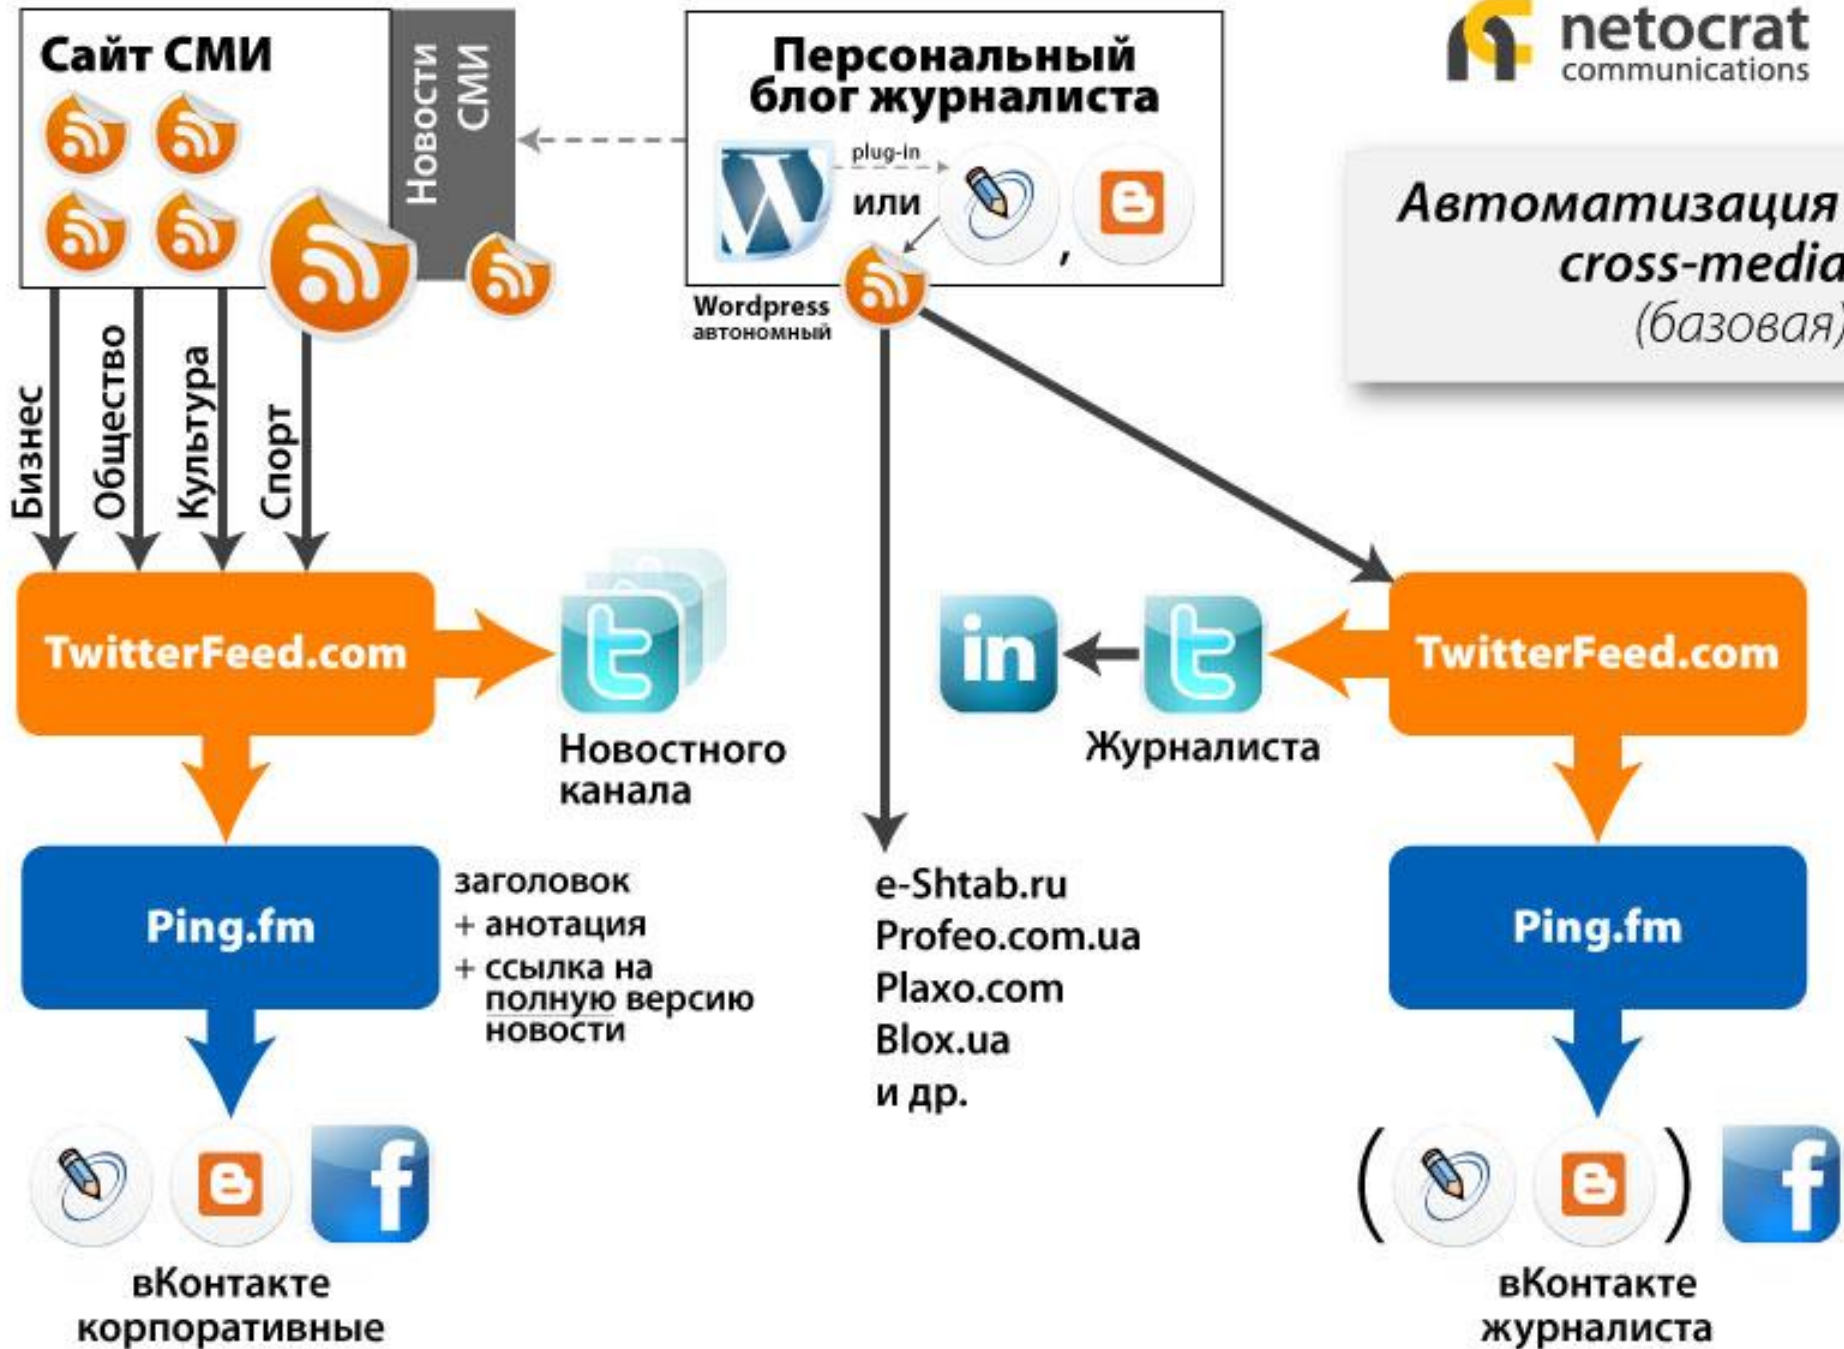 Сайт СМИ
Новости
СМИ
Персональный
блог журналиста
plug-in
или
,
Wordpress
автономный
netocrat
communications
Автоматизация
cross-media
(базовая)
Бизнес
Общество
Культура
Спорт
TwitterFeed.com
Новостного
канала
in
Журналиста
TwitterFeed.com
Ping.fm
заголовок
+ анотация
+ ссылка на
полную версию
новости
e-Shtab.ru
Profeo.com.ua
Plaxo.com
Blox.ua
и др.
Ping.fm
вКонтакте
корпоративные
( )
вКонтакте
журналиста